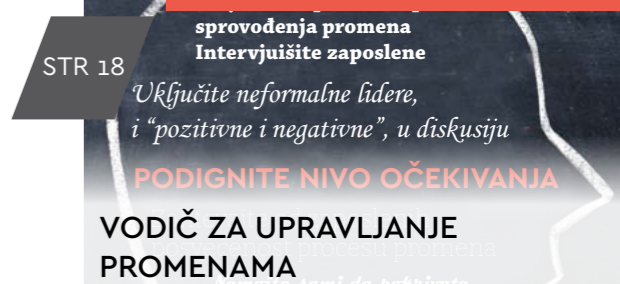 sprovođenja promena
Intervjuišite zaposlene
STR 18
Uključite neformalne lidere,
i “pozitivne i negativne”, u diskusiju
PODIGNITE NIVO OČEKIVANJA
VODIČ ZA UPRAVLJANJE
posvećenost procesu promena
PROMENAMA